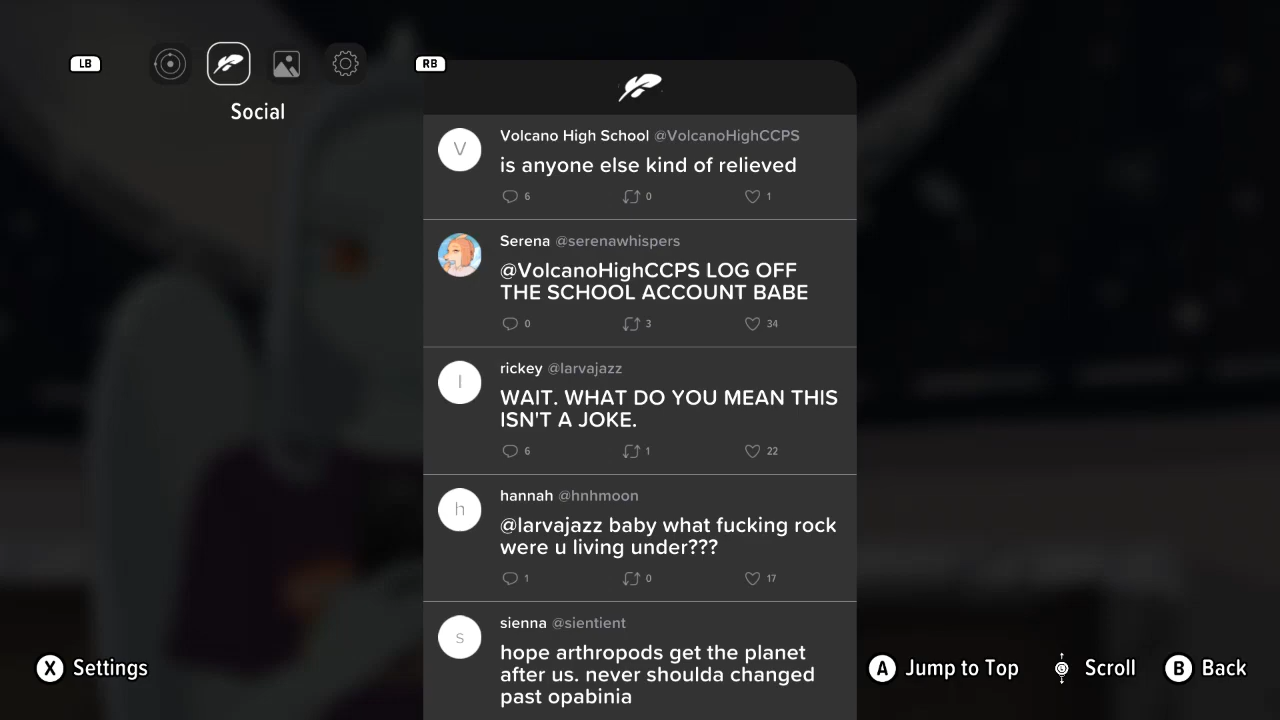 LB
RB
Social
Volcano High School @VolcanoHighCCPS
V
is anyone else kind of relieved
6 0 1
Serena @serenawhispers
@VolcanoHighCCPS LOG OFF
THE SCHOOL ACCOUNT BABE
0 3 34
rickey @larvajazz
l
WAIT. WHAT DO YOU MEAN THIS
ISN'T A JOKE.
6 1 22
hannah @hnhmoon
h
@larvajazz baby what fucking rock
were u living under???
1 0 17
sienna @sientient
s
hope arthropods get the planet
after us. never shoulda changed
past opabinia
X Settings
A Jump to Top
Scroll
B Back